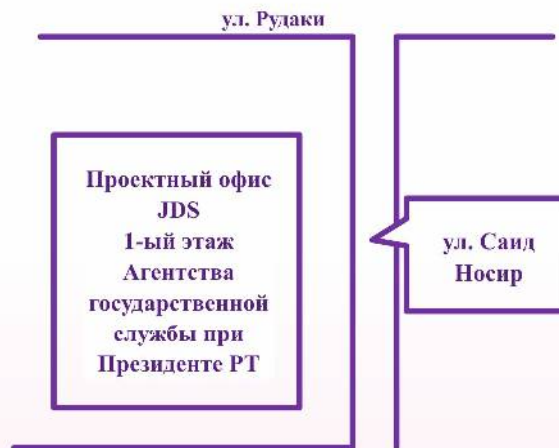 ул. Рудаки
Проектный офис
JDS
1-ый этаж
Агентства
государственной
службы при
Президенте РТ
ул. Саид
Носир